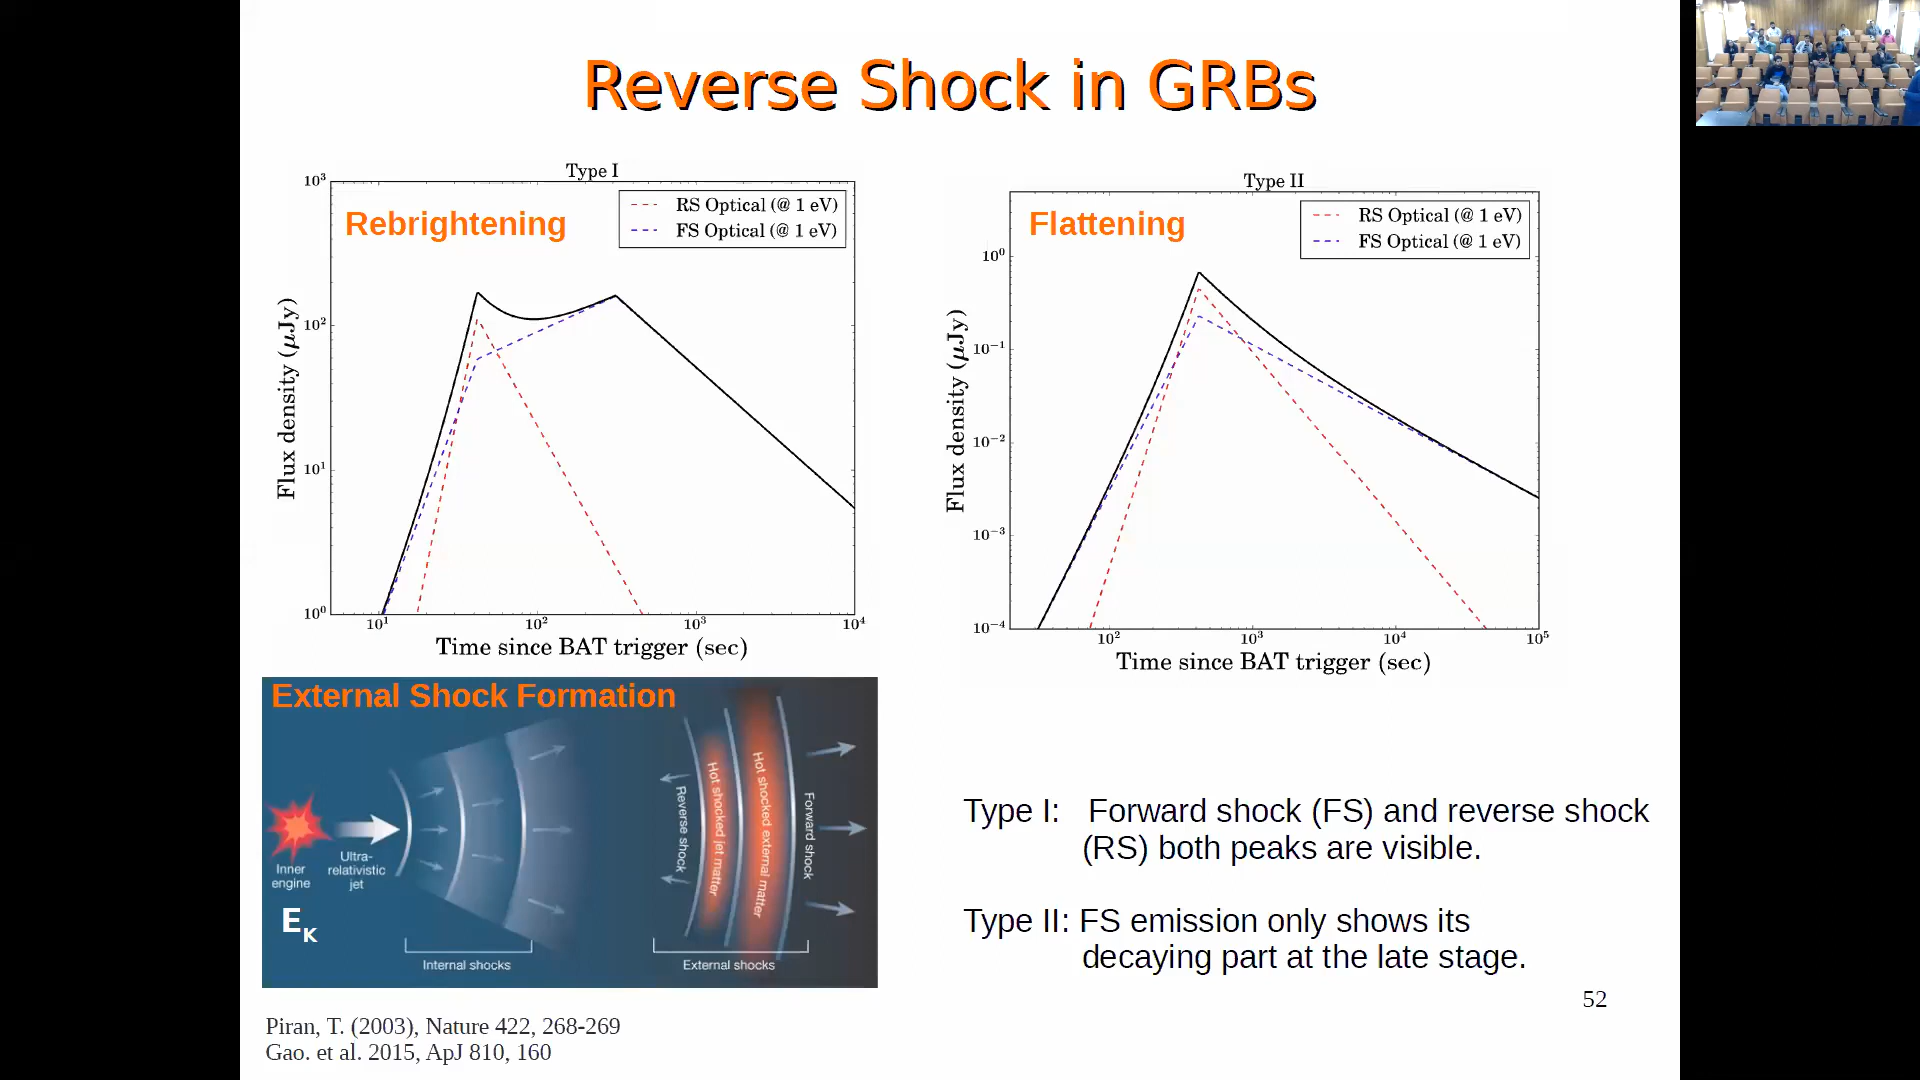 Reverse Shock in GRBs
Type I
Rebrightening
RS Optical (@ 1 eV)
FS Optical (@ 1 eV)
10³
10²
10¹
10⁰
Flux density (μJy)
10¹ 10² 10³ 10⁴
Time since BAT trigger (sec)
Type II
Flattening
RS Optical (@ 1 eV)
FS Optical (@ 1 eV)
10⁰
10⁻¹
10⁻²
10⁻³
10⁻⁴
Flux density (μJy)
10² 10³ 10⁴ 10⁵
Time since BAT trigger (sec)
External Shock Formation
Inner
engine
Ultra-
relativistic
jet
E_K
Internal shocks
Reverse shock
Hot shocked jet matter
Hot shocked external matter
Forward shock
External shocks
Type I: Forward shock (FS) and reverse shock
(RS) both peaks are visible.
Type II: FS emission only shows its
decaying part at the late stage.
52
Piran, T. (2003), Nature 422, 268-269
Gao. et al. 2015, ApJ 810, 160